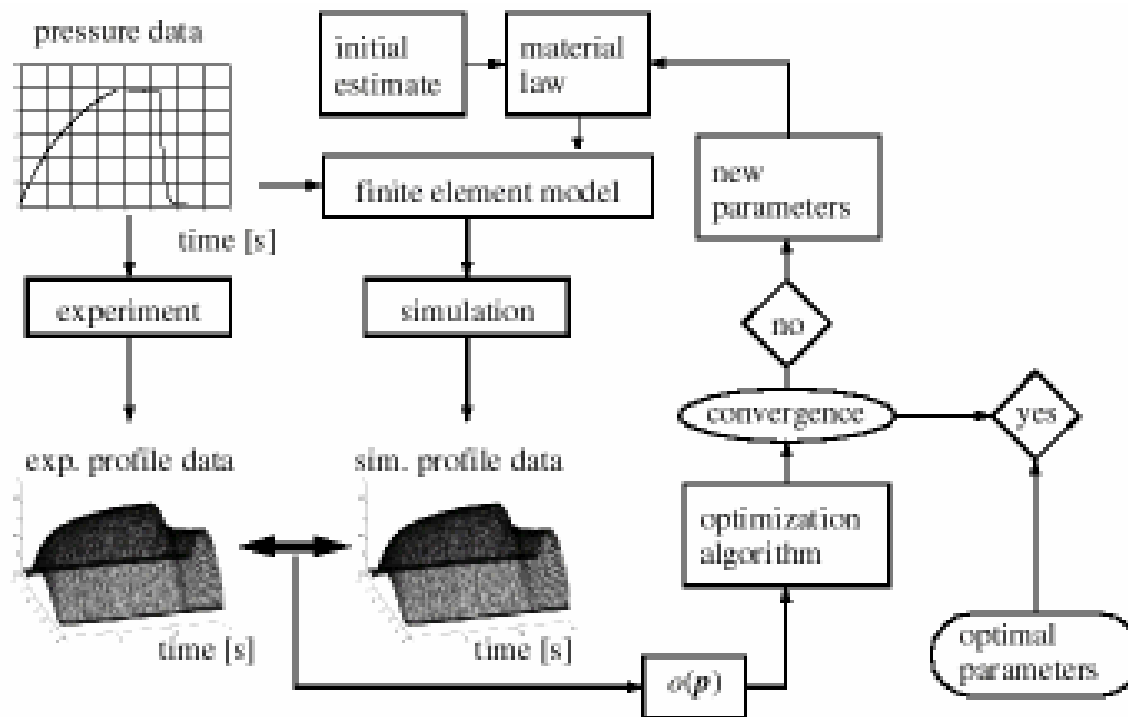 pressure data
time [s]
initial
estimate
material
law
finite element model
new
parameters
experiment
simulation
no
convergence
yes
exp. profile data
sim. profile data
optimization
algorithm
time [s]
time [s]
o(p)
optimal
parameters